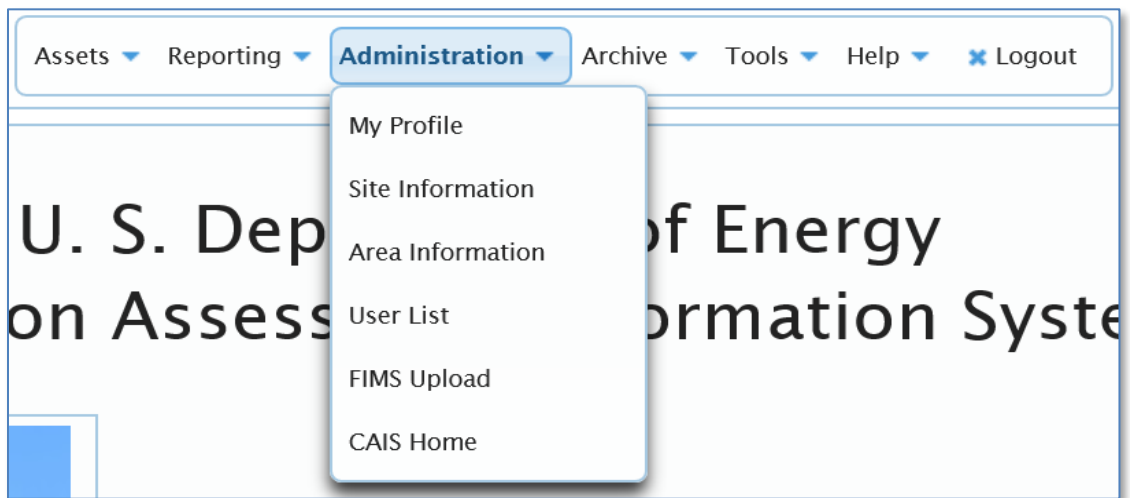 Assets Reporting Administration Archive Tools Help Logout
My Profile
Site Information
Area Information
User List
FIMS Upload
CAIS Home
U. S. Dep of Energy
on Assess ormation Syste